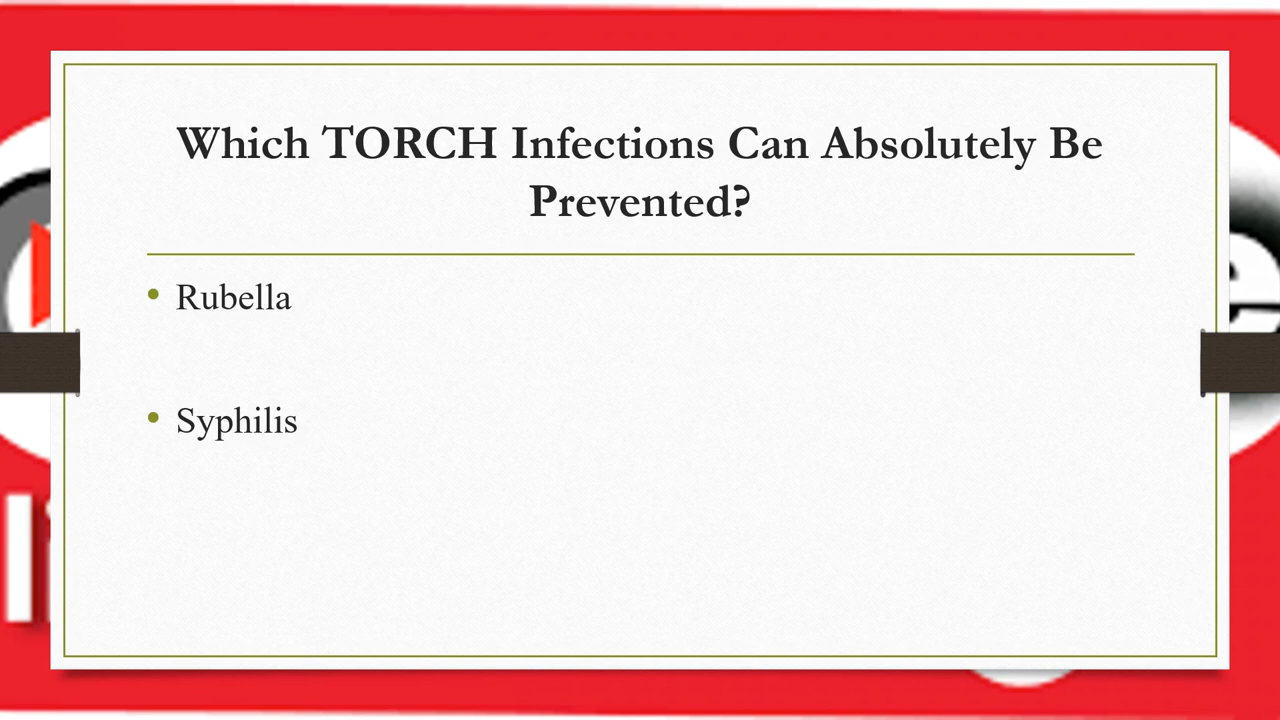 Which TORCH Infections Can Absolutely Be
Prevented?
• Rubella
• Syphilis